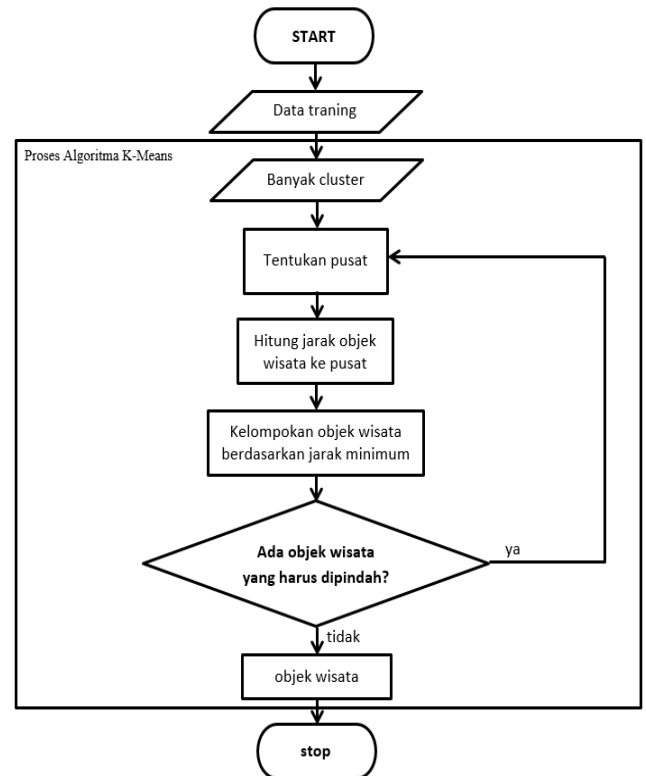 START
Data traning
Proses Algoritma K-Means
Banyak cluster
Tentukan pusat
Hitung jarak objek
wisata ke pusat
Kelompokan objek wisata
berdasarkan jarak minimum
Ada objek wisata
yang harus dipindah?
ya
tidak
objek wisata
stop